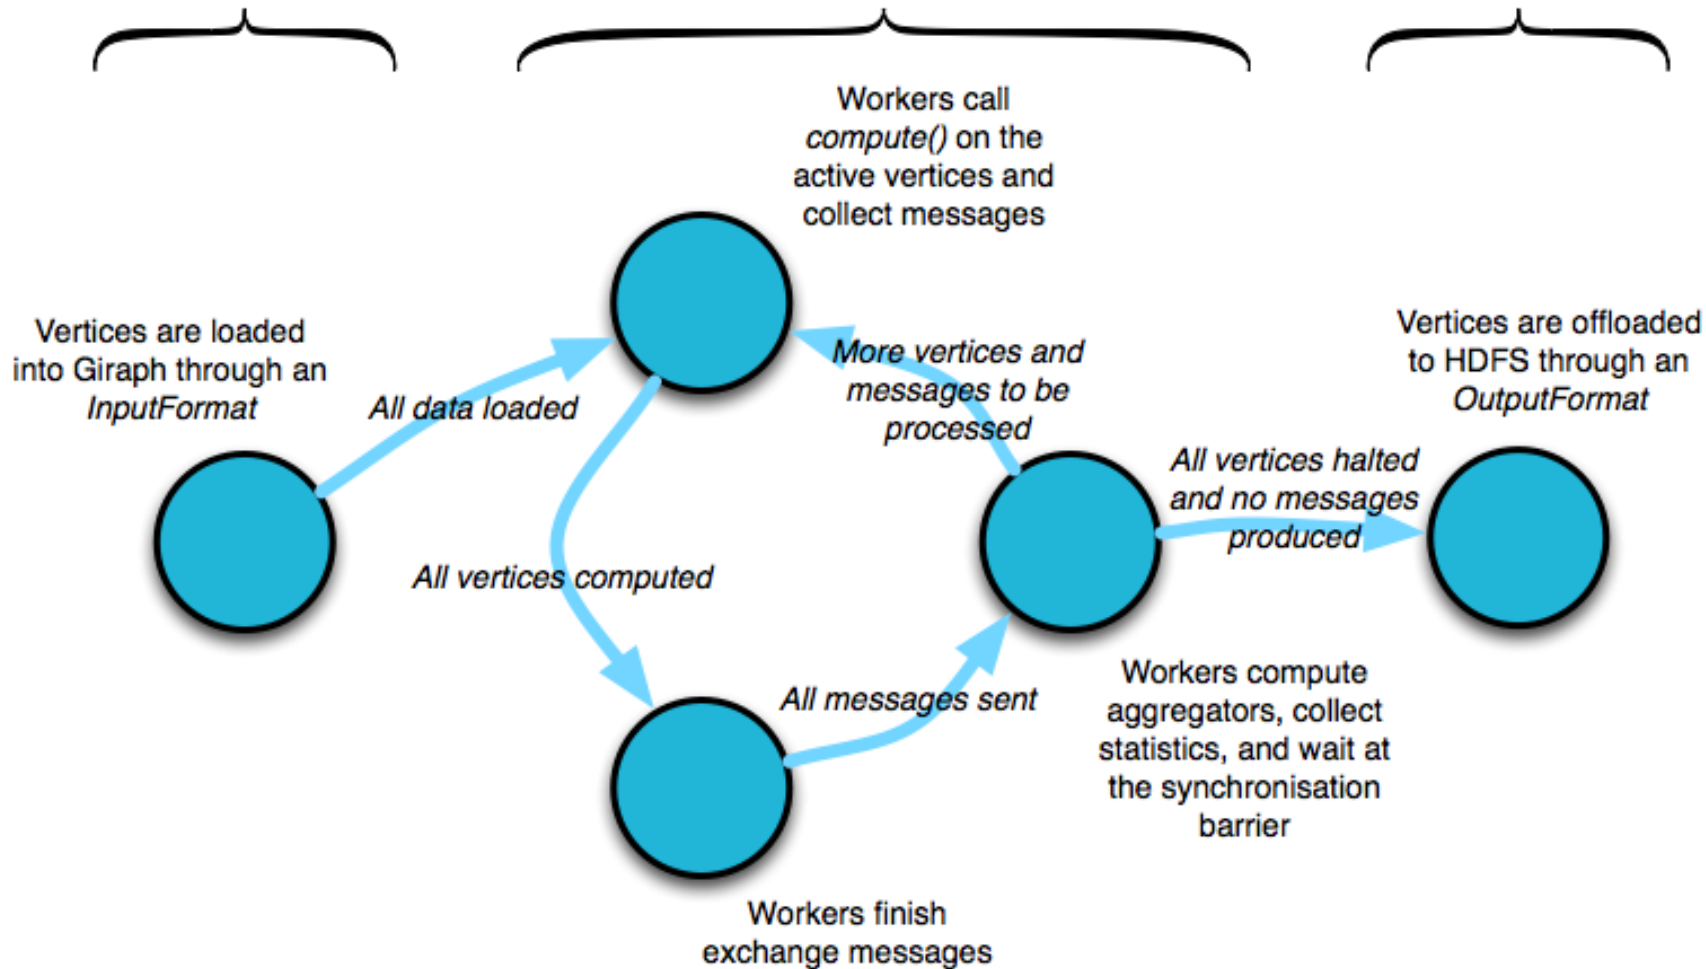 Workers call
compute() on the
active vertices and
collect messages
Vertices are loaded
into Giraph through an
InputFormat
All data loaded
More vertices and
messages to be
processed
Vertices are offloaded
to HDFS through an
OutputFormat
All vertices halted
and no messages
produced
All vertices computed
All messages sent
Workers compute
aggregators, collect
statistics, and wait at
the synchronisation
barrier
Workers finish
exchange messages